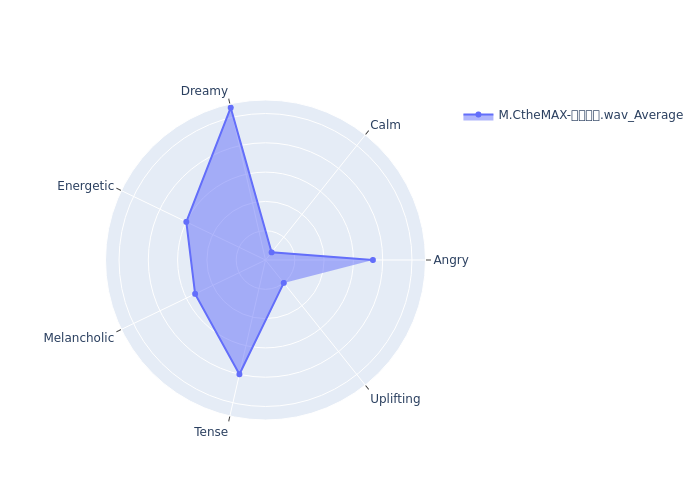 Dreamy
M.CtheMAX-□□□□.wav_Average
Calm
Energetic
Angry
Melancholic
Uplifting
Tense